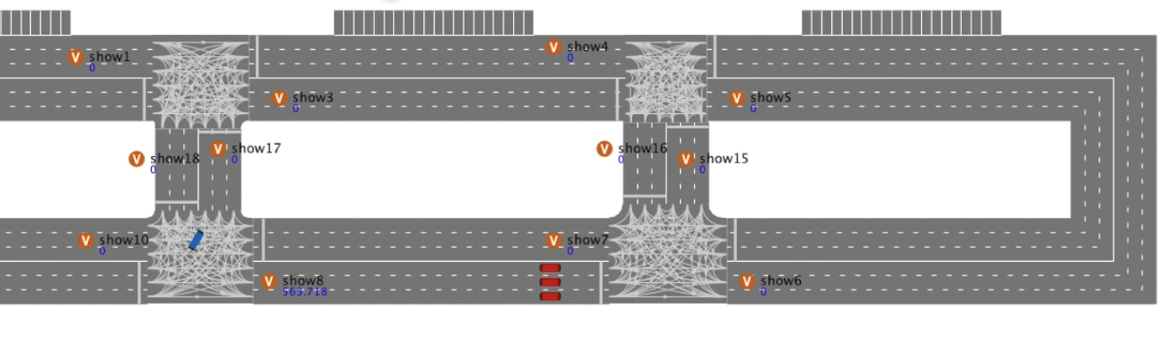 V show1
0
V show4
0
V show3
0
V show5
0
V show18
0
V show17
0
V show16
0
V show15
0
V show10
0
V show7
0
V show8
563.718
V show6
0